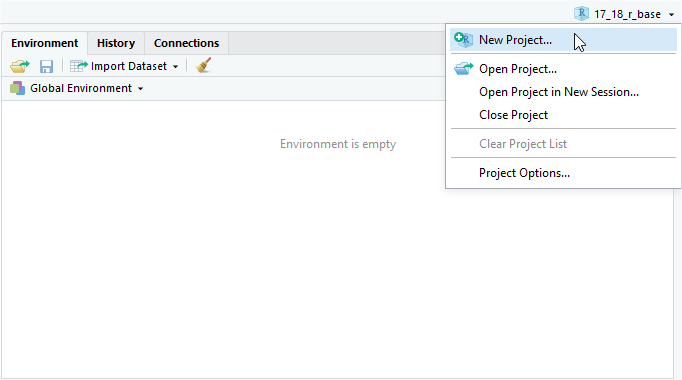 17_18_r_base
New Project...
Environment History Connections
Import Dataset
Open Project...
Global Environment
Open Project in New Session...
Close Project
Environment is empty
Clear Project List
Project Options...